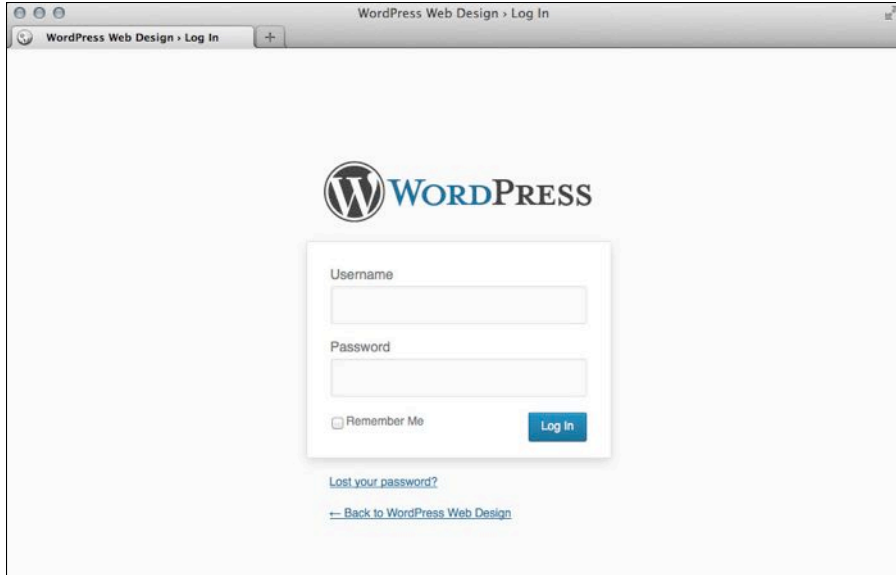 WordPress Web Design › Log In
WordPress Web Design › Log In
WORDPRESS
Username
Password
Remember Me
Log In
Lost your password?
← Back to WordPress Web Design